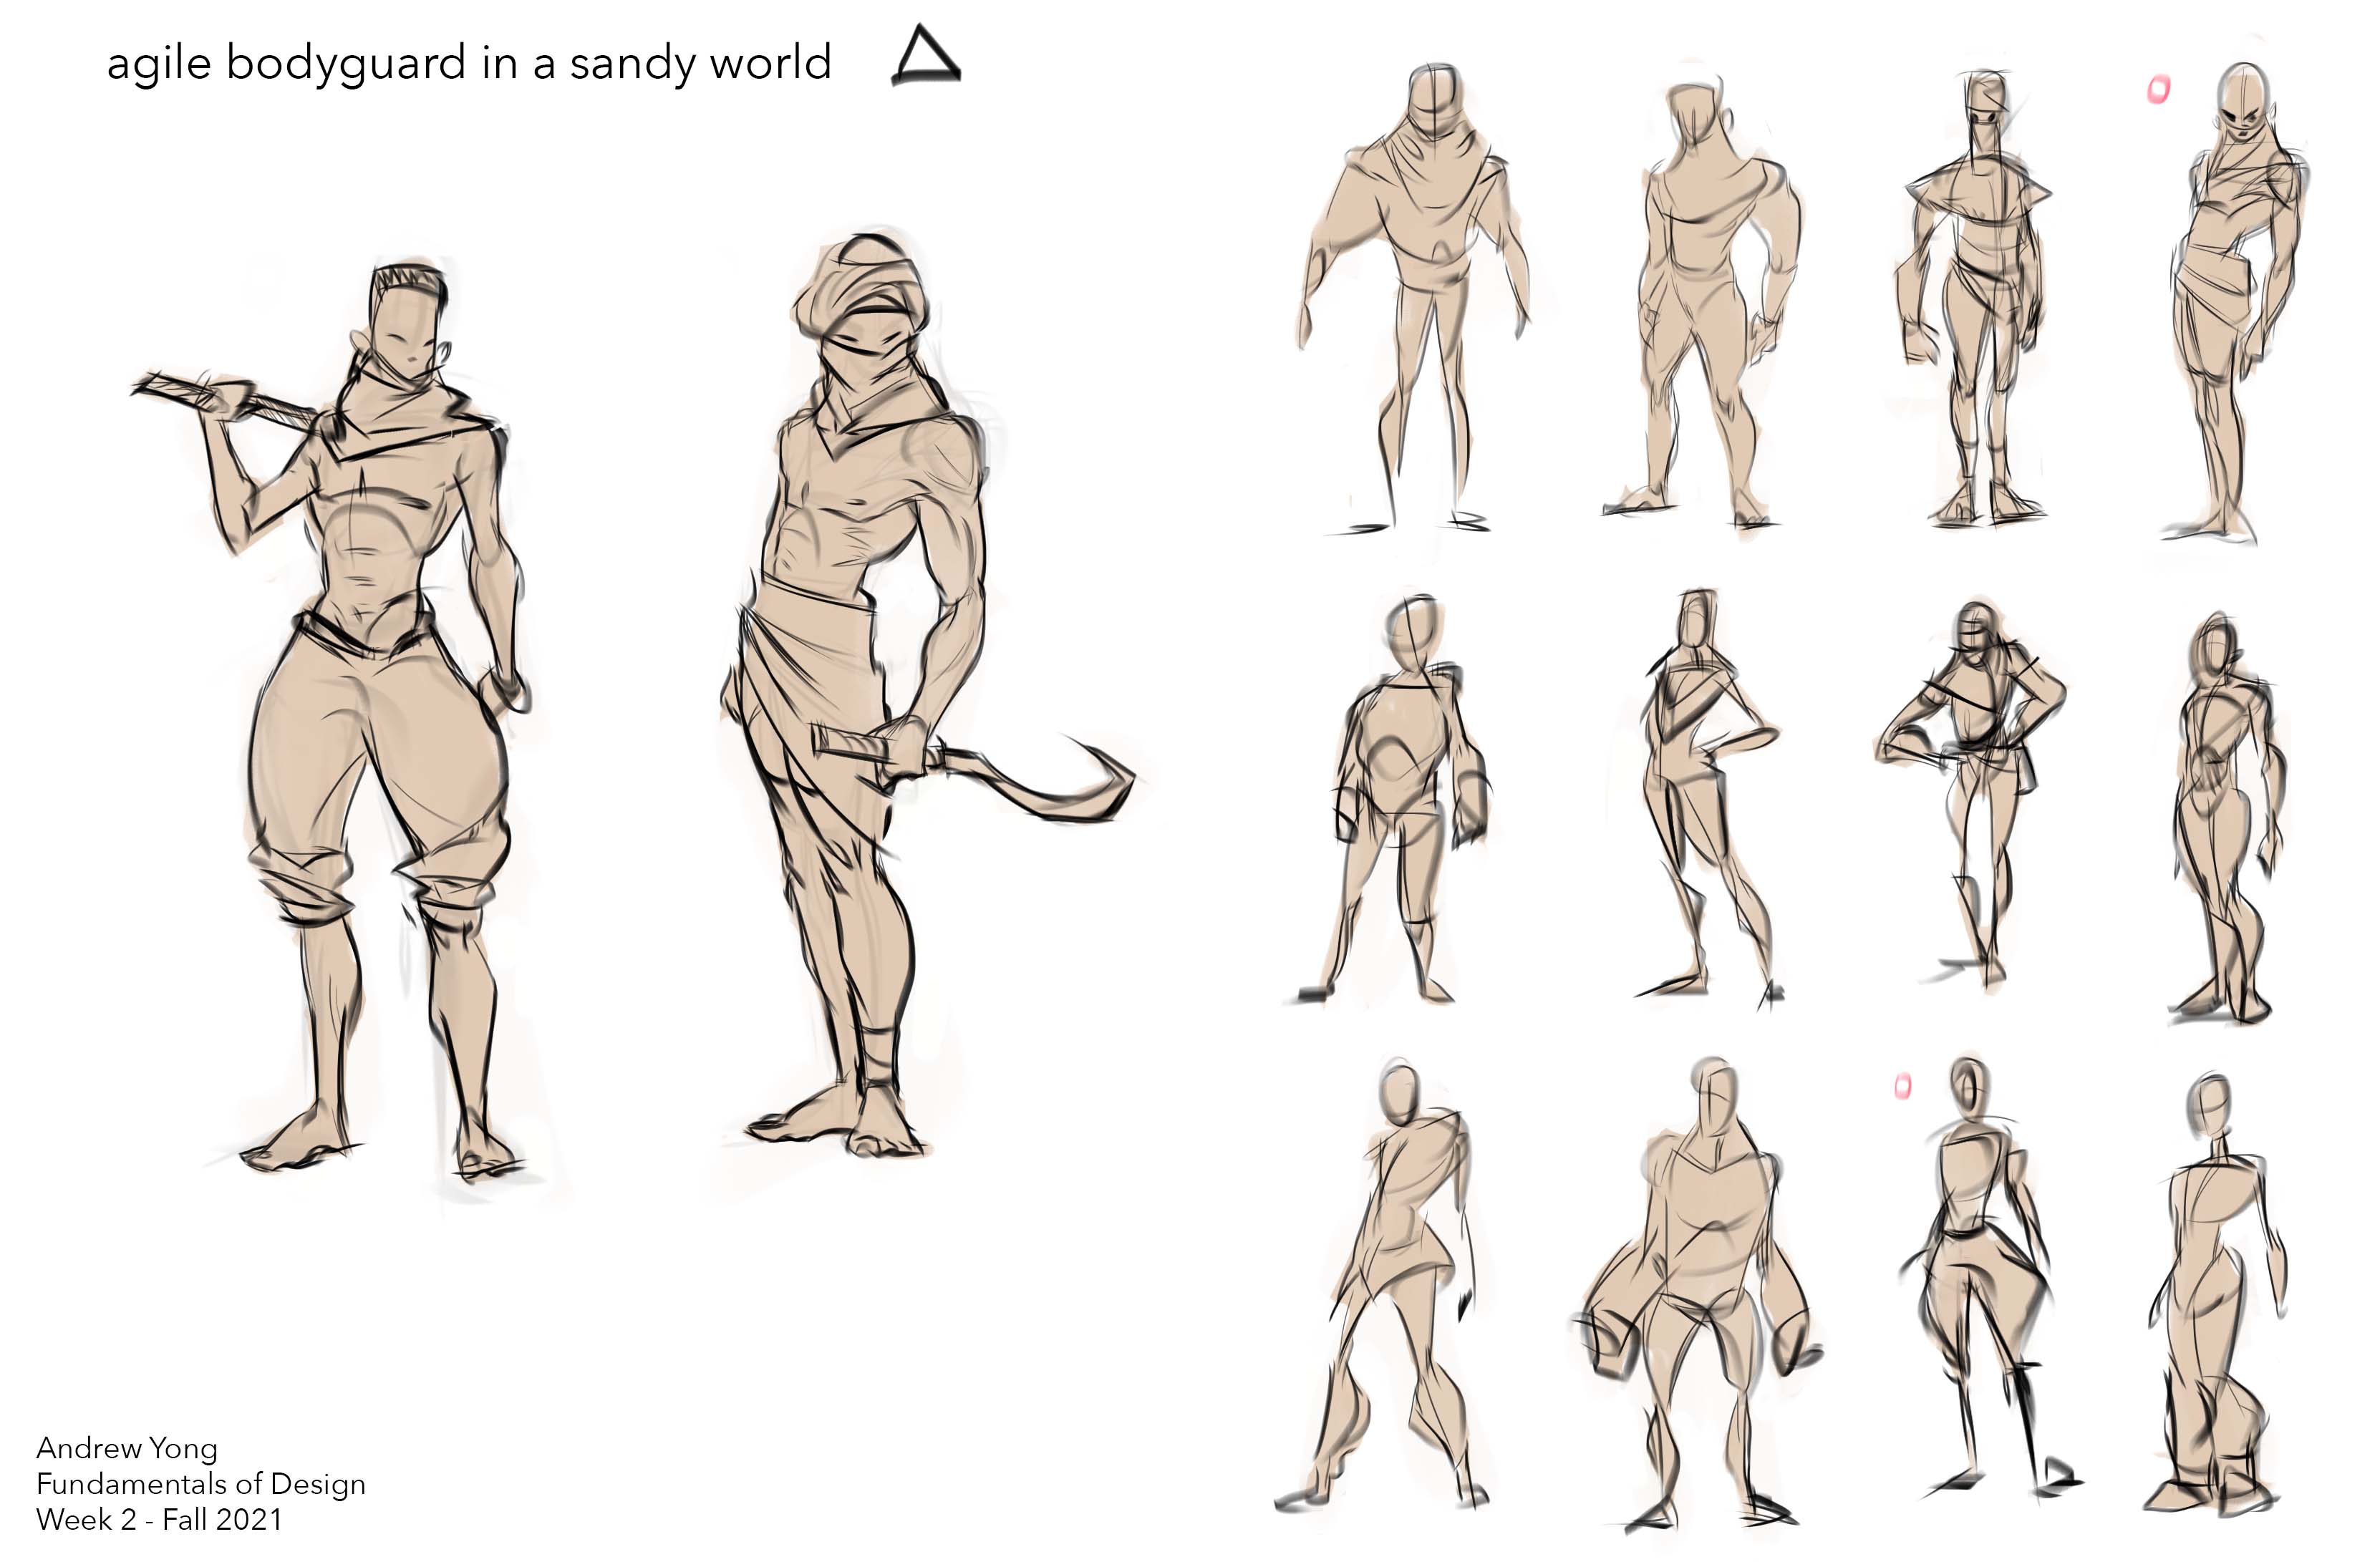 agile bodyguard in a sandy world
Andrew Yong
Fundamentals of Design
Week 2 - Fall 2021